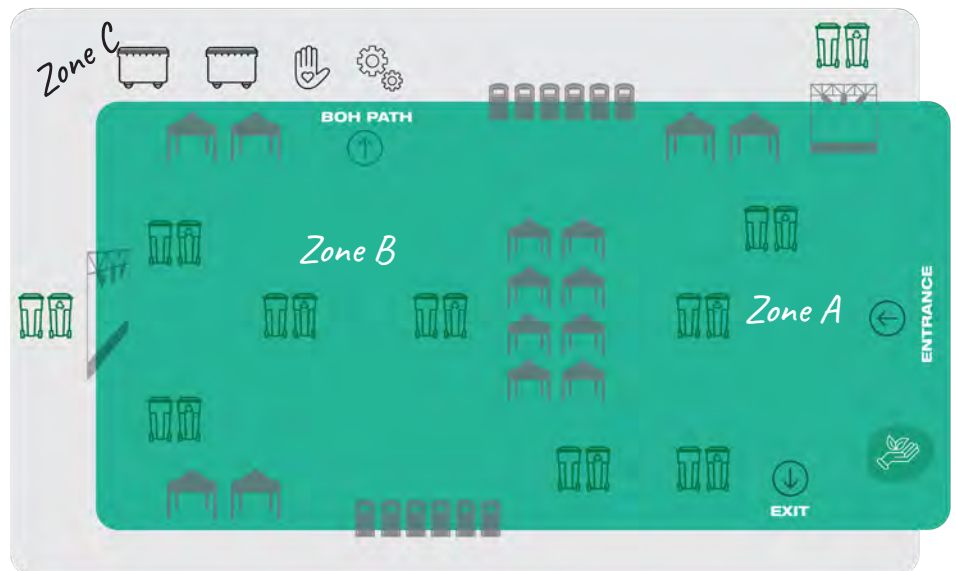 Zone C
BOH PATH
Zone B
Zone A
ENTRANCE
EXIT